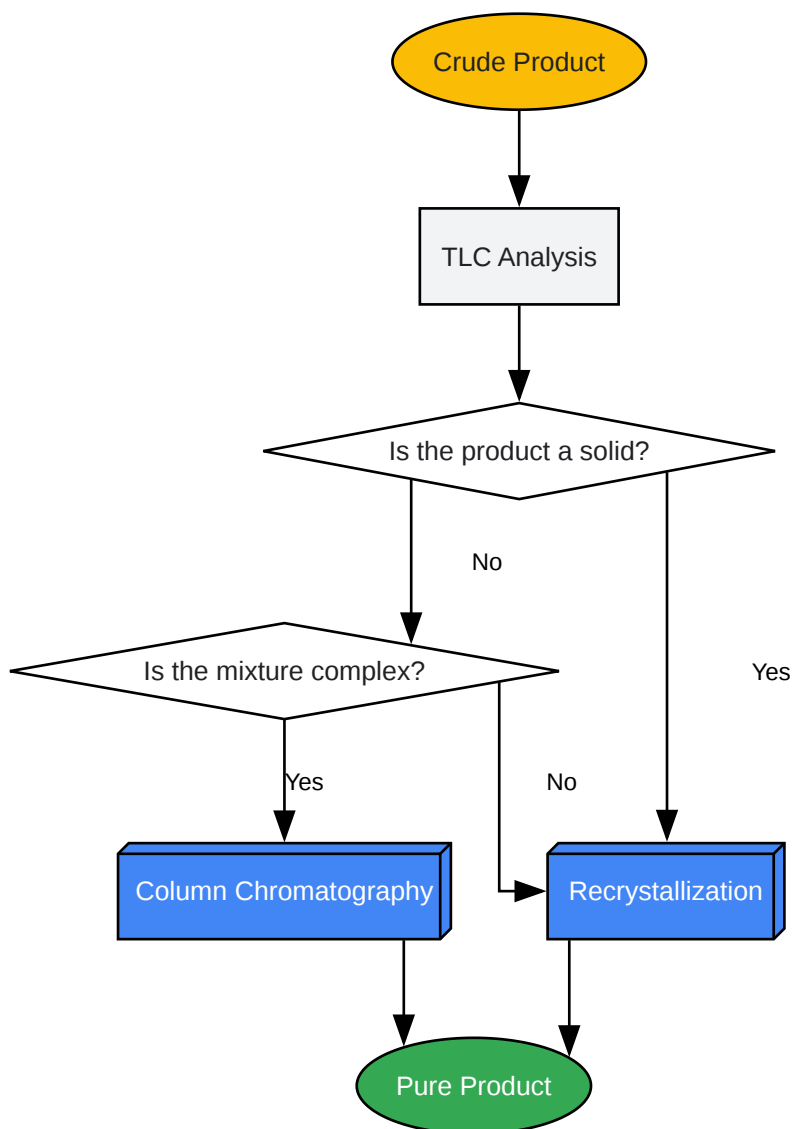 Crude Product
TLC Analysis
Is the product a solid?
No
Is the mixture complex?
Yes
Yes
No
Column Chromatography
Recrystallization
Pure Product